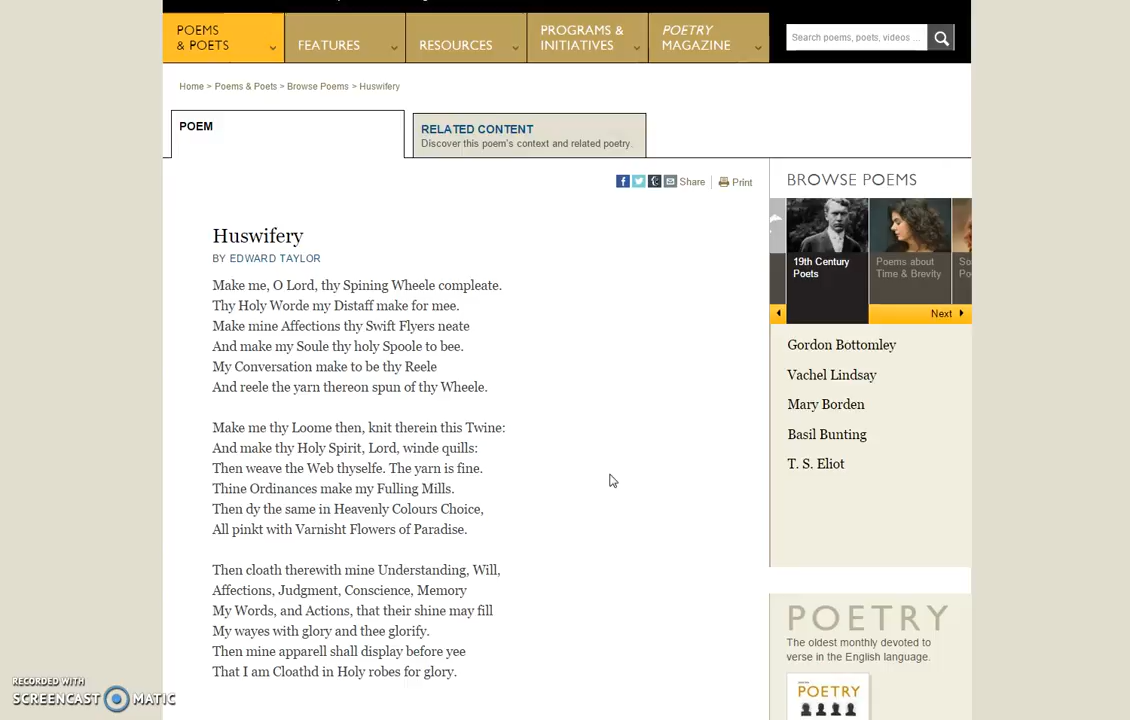 POEMS
& POETS
FEATURES
RESOURCES
PROGRAMS &
INITIATIVES
POETRY
MAGAZINE
Search poems, poets, videos ...
Home > Poems & Poets > Browse Poems > Huswifery
POEM
RELATED CONTENT
Discover this poem's context and related poetry.
Share
Print
BROWSE POEMS
19th Century
Poets
Poems about
Time & Brevity
So
Po
Next
Gordon Bottomley
Vachel Lindsay
Mary Borden
Basil Bunting
T. S. Eliot
Huswifery
BY EDWARD TAYLOR
Make me, O Lord, thy Spining Wheele compleate.
Thy Holy Worde my Distaff make for mee.
Make mine Affections thy Swift Flyers neate
And make my Soule thy holy Spoole to bee.
My Conversation make to be thy Reele
And reele the yarn thereon spun of thy Wheele.
Make me thy Loome then, knit therein this Twine:
And make thy Holy Spirit, Lord, winde quills:
Then weave the Web thyselfe. The yarn is fine.
Thine Ordinances make my Fulling Mills.
Then dy the same in Heavenly Colours Choice,
All pinkt with Varnisht Flowers of Paradise.
Then cloath therewith mine Understanding, Will,
Affections, Judgment, Conscience, Memory
My Words, and Actions, that their shine may fill
My wayes with glory and thee glorify.
Then mine apparell shall display before yee
That I am Cloathd in Holy robes for glory.
POETRY
The oldest monthly devoted to
verse in the English language.
POETRY
RECORDED WITH
SCREENCAST MATIC